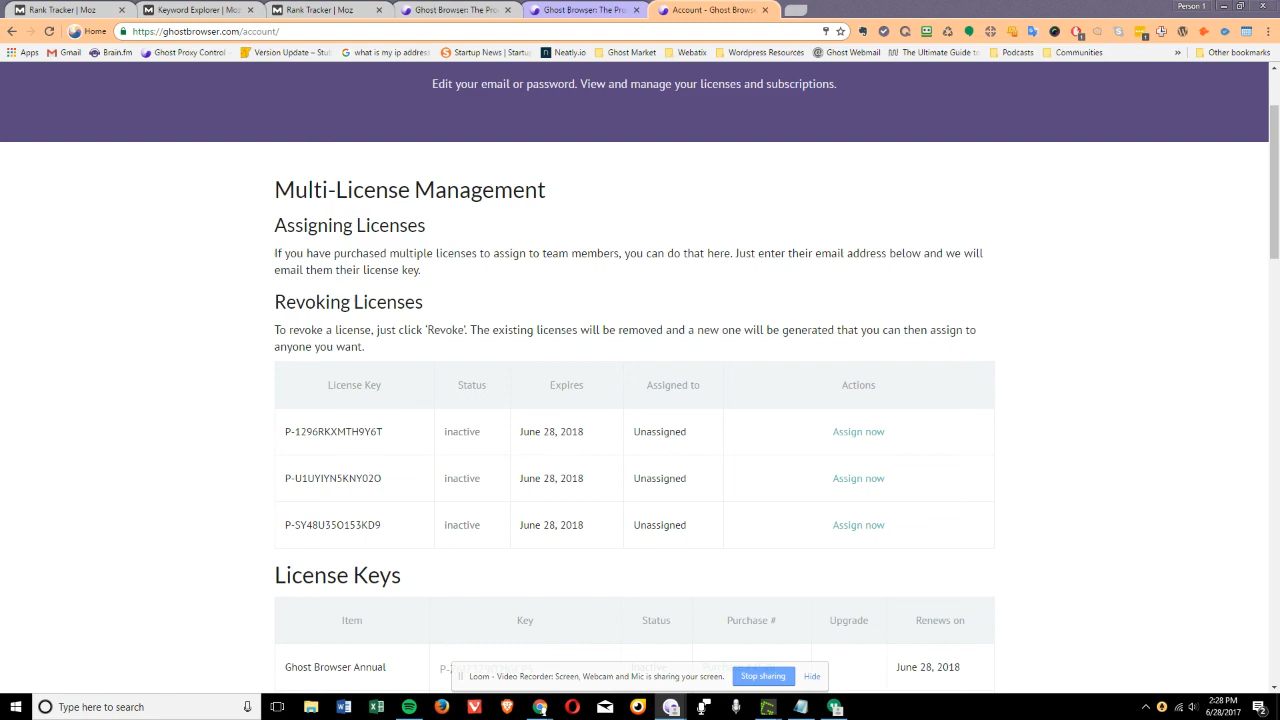 Rank Tracker | Moz
Keyword Explorer | Moz
Rank Tracker | Moz
Ghost Browser: The Pro
Ghost Browser: The Pro
Account - Ghost Brows
Person 1
Home
https://ghostbrowser.com/account/
Apps
Gmail
Brain.fm
Ghost Proxy Control
Version Update – Stu
what is my ip address
Startup News | Startu
Neatly.io
Ghost Market
Webatix
Wordpress Resources
Ghost Webmail
The Ultimate Guide to
Podcasts
Communities
»
Other bookmarks
Edit your email or password. View and manage your licenses and subscriptions.
Multi-License Management
Assigning Licenses
If you have purchased multiple licenses to assign to team members, you can do that here. Just enter their email address below and we will
email them their license key.
Revoking Licenses
To revoke a license, just click 'Revoke'. The existing licenses will be removed and a new one will be generated that you can then assign to
anyone you want.
License Key Status Expires Assigned to Actions
P-1296RKXMTH9Y6T inactive June 28, 2018 Unassigned Assign now
P-U1UYIYN5KNY02O inactive June 28, 2018 Unassigned Assign now
P-SY48U35O153KD9 inactive June 28, 2018 Unassigned Assign now
License Keys
Item Key Status Purchase # Upgrade Renews on
Ghost Browser Annual June 28, 2018
Loom - Video Recorder: Screen, Webcam and Mic is sharing your screen. Stop sharing Hide
Type here to search
2:28 PM
6/28/2017